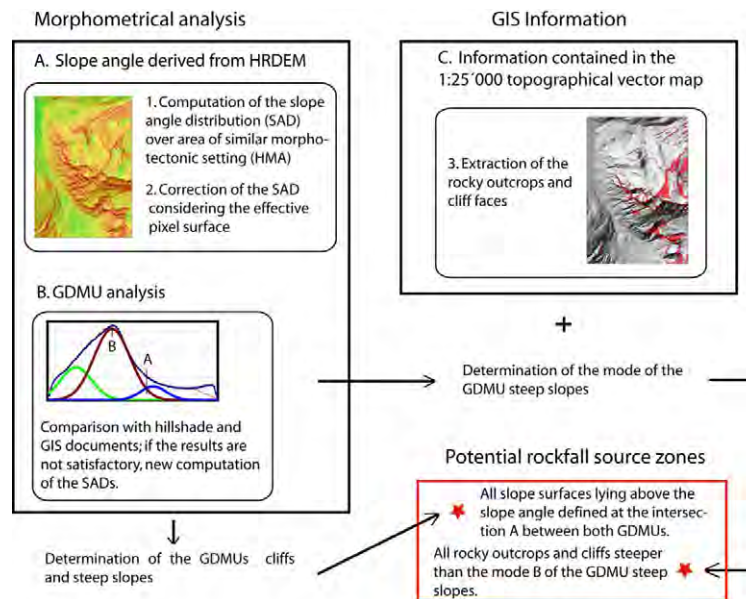 Morphometrical analysis
A. Slope angle derived from HRDEM
1. Computation of the slope
angle distribution (SAD)
over area of similar morpho-
tectonic setting (HMA)
2. Correction of the SAD
considering the effective
pixel surface
B. GDMU analysis
B
A
Comparison with hillshade and
GIS documents; if the results are
not satisfactory, new computation
of the SADs.
Determination of the GDMUs cliffs
and steep slopes
GIS Information
C. Information contained in the
1:25´000 topographical vector map
3. Extraction of the
rocky outcrops and
cliff faces
+
Determination of the mode of the
GDMU steep slopes
Potential rockfall source zones
All slope surfaces lying above the
slope angle defined at the intersec-
tion A between both GDMUs.
All rocky outcrops and cliffs steeper
than the mode B of the GDMU steep
slopes.